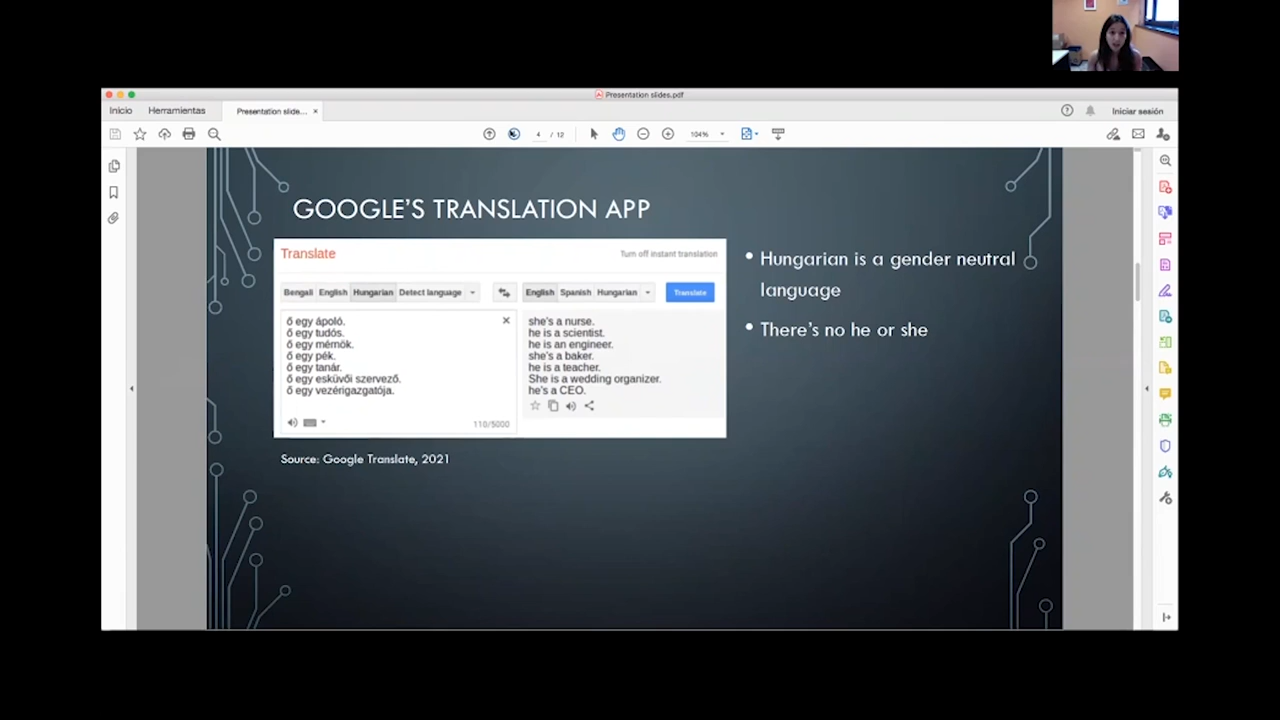 Presentation slides.pdf
Inicio Herramientas Presentation slide... × Iniciar sesión
4 / 12 104%
GOOGLE'S TRANSLATION APP
Translate Turn off instant translation
Bengali English Hungarian Detect language English Spanish Hungarian Translate
ő egy ápoló.
ő egy tudós.
ő egy mérnök.
ő egy pék.
ő egy tanár.
ő egy esküvői szervező.
ő egy vezérigazgatója.
110/5000
she's a nurse.
he is a scientist.
he is an engineer.
she's a baker.
he is a teacher.
She is a wedding organizer.
he's a CEO.
Source: Google Translate, 2021
• Hungarian is a gender neutral
language
• There's no he or she